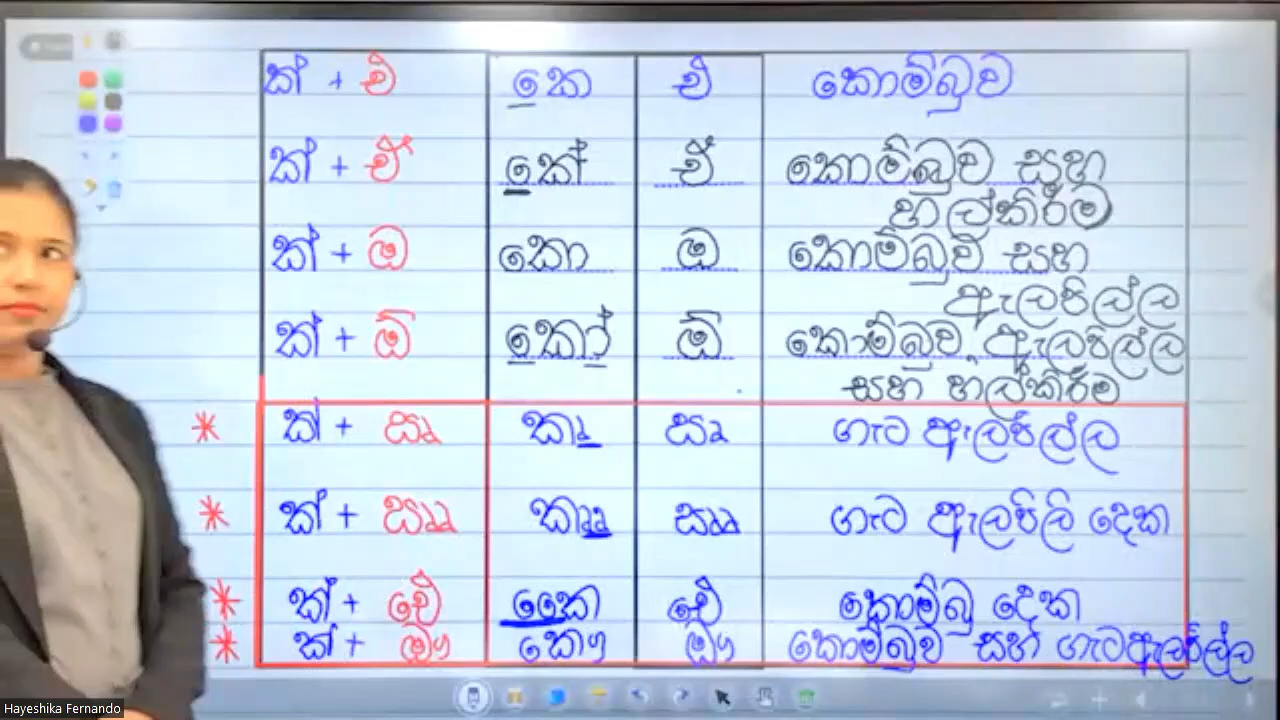 ක් + එ කෙ එ කොම්බුව
ක් + ඒ කේ ඒ කොම්බුව සහ
හල්කිරීම
ක් + ඔ කො ඔ කොම්බුව සහ
ඇලපිල්ල
ක් + ඕ කෝ ඕ කොම්බුව, ඇලපිල්ල
සහ හල්කිරීම
* ක් + ඍ කෘ ඍ ගැට ඇලපිල්ල
* ක් + ඎ කෲ ඎ ගැට ඇලපිලි දෙක
* ක් + ඓ කෛ ඓ කොම්බු දෙක
* ක් + ඖ කෞ ඖ කොම්බුව සහ ගැටඇලපිල්ල
Hayeshika Fernando